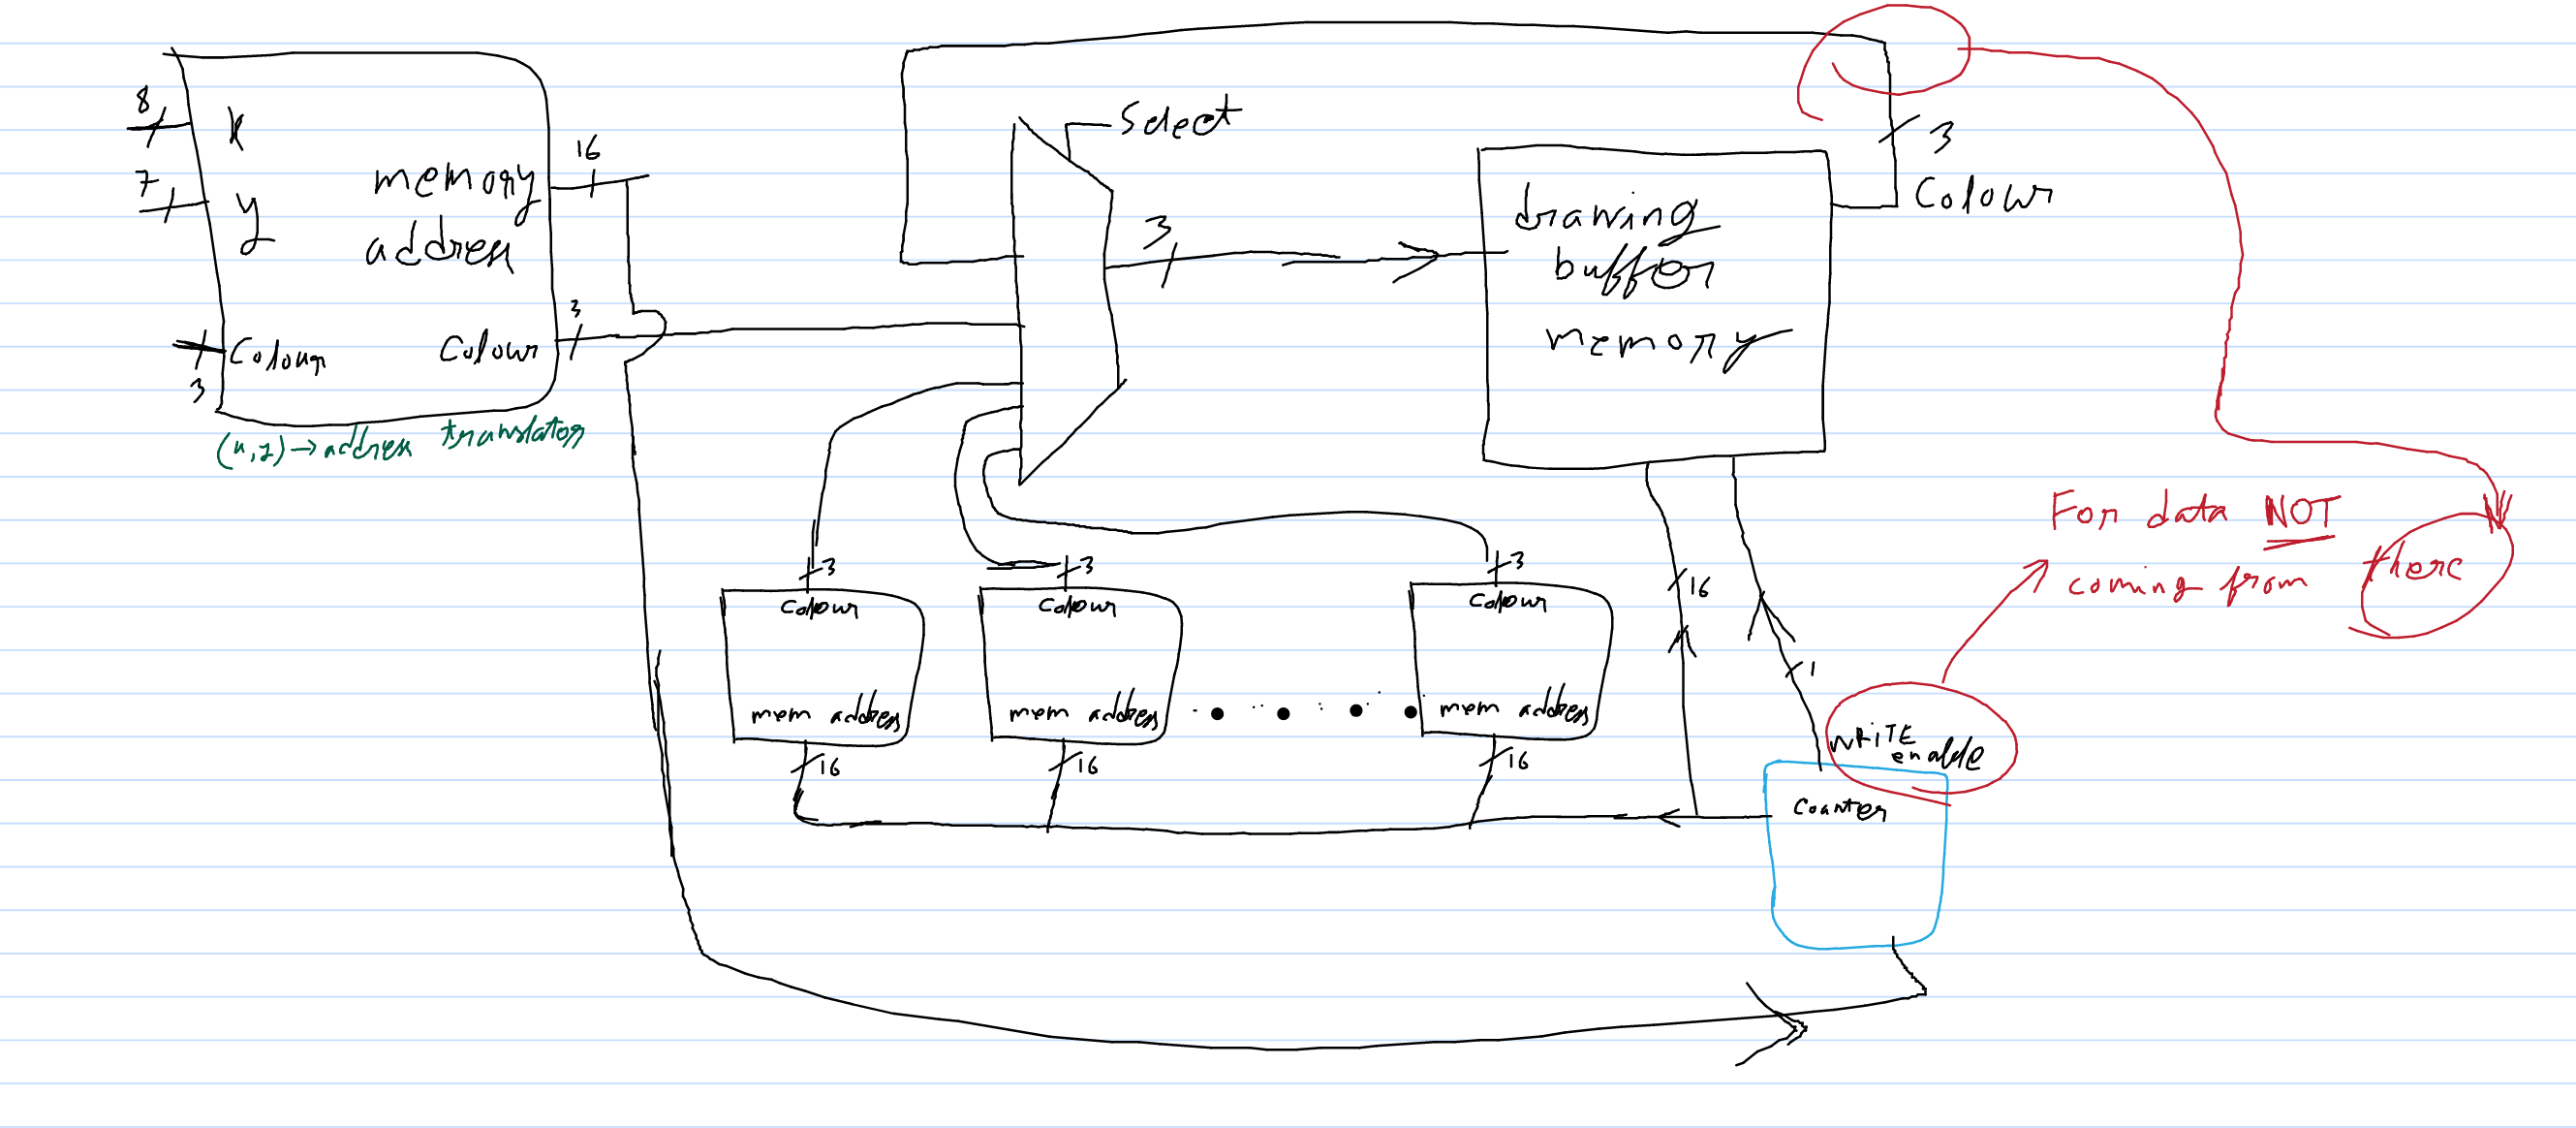 8
x
7
y
memory
address
16
3
Colour
Colour
3
(x,y) → address translator
Select
3
drawing
buffer
memory
3
Colour
3
Colour
mem address
16
3
Colour
mem address
16
3
Colour
mem address
16
16
1
WRITE
enable
Counter
For data NOT
coming from there